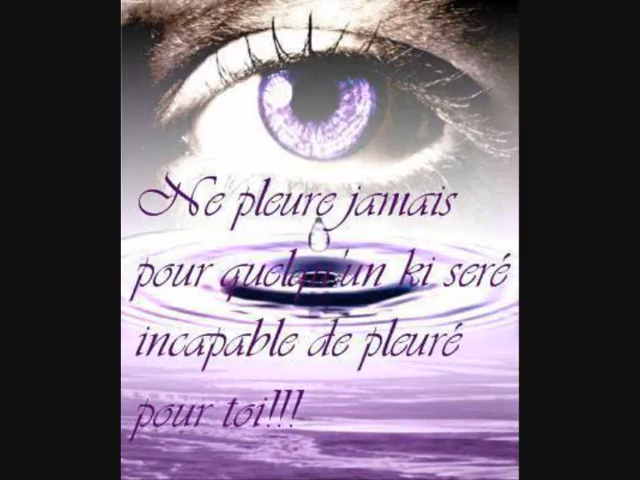 Ne pleure jamais
pour quelqu'un ki seré
incapable de pleuré
pour toi!!!